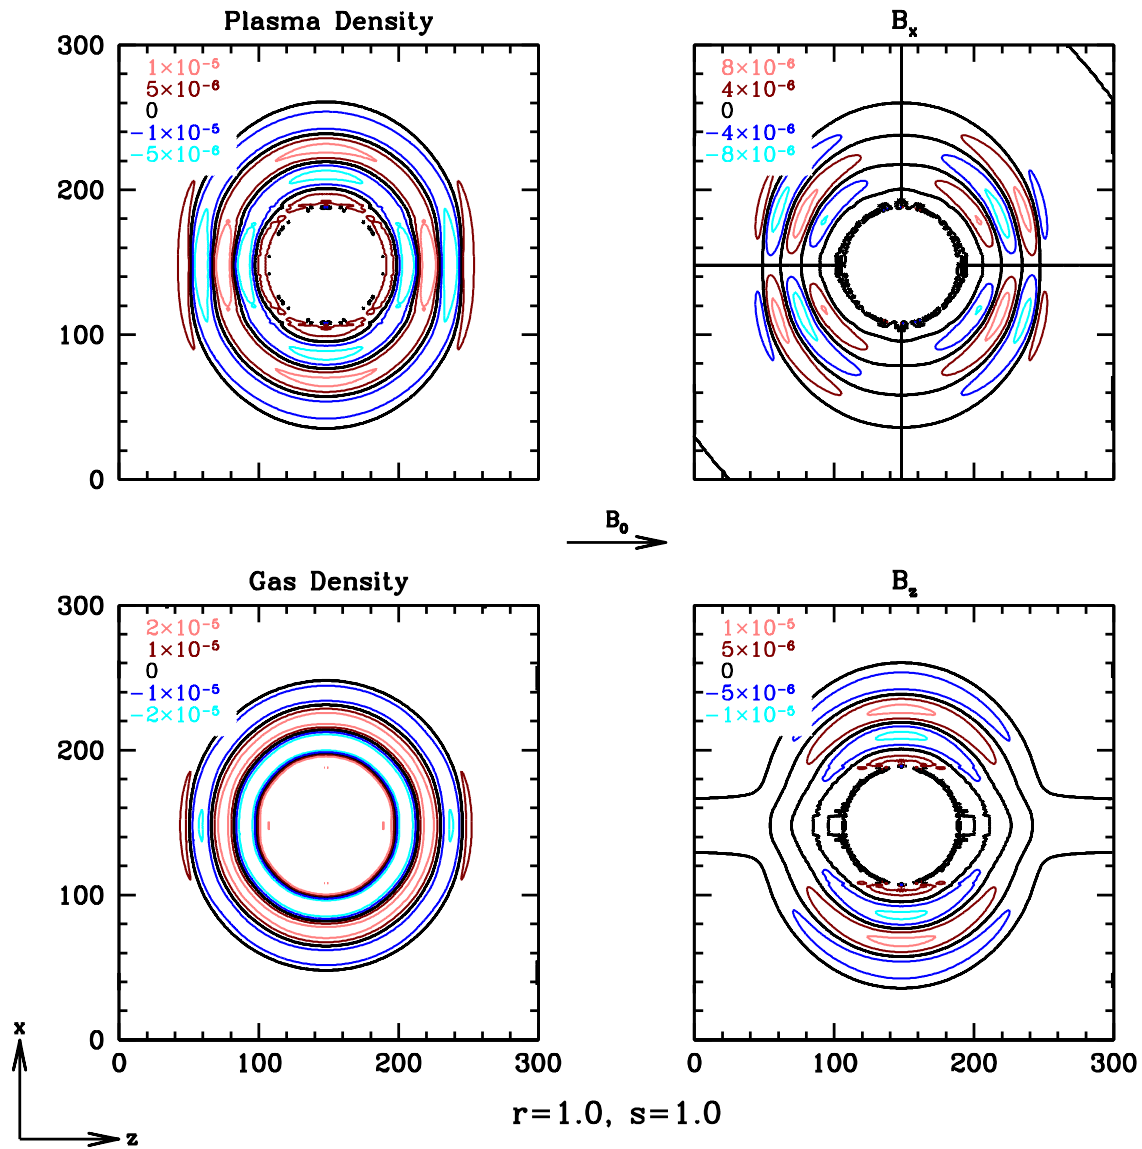 Plasma Density
B_x
300
1×10⁻⁵
5×10⁻⁶
0
−1×10⁻⁵
−5×10⁻⁶
8×10⁻⁶
4×10⁻⁶
0
−4×10⁻⁶
−8×10⁻⁶
200
100
0
0 100 200 300
0 100 200 300
B₀
Gas Density
B_z
300
2×10⁻⁵
1×10⁻⁵
0
−1×10⁻⁵
−2×10⁻⁵
1×10⁻⁵
5×10⁻⁶
0
−5×10⁻⁶
−1×10⁻⁵
200
100
0
x
z
r=1.0, s=1.0